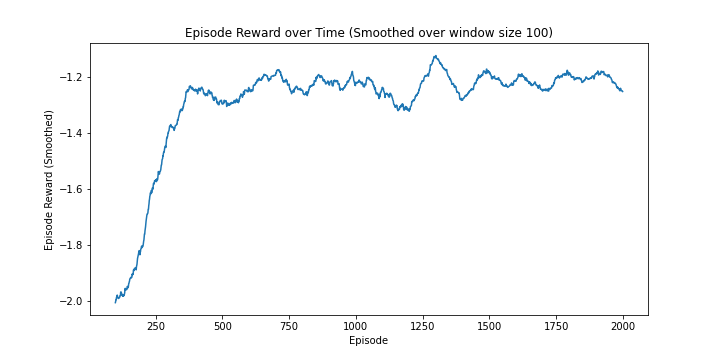 Episode Reward over Time (Smoothed over window size 100)
Episode Reward (Smoothed)
−1.2
−1.4
−1.6
−1.8
−2.0
250 500 750 1000 1250 1500 1750 2000
Episode